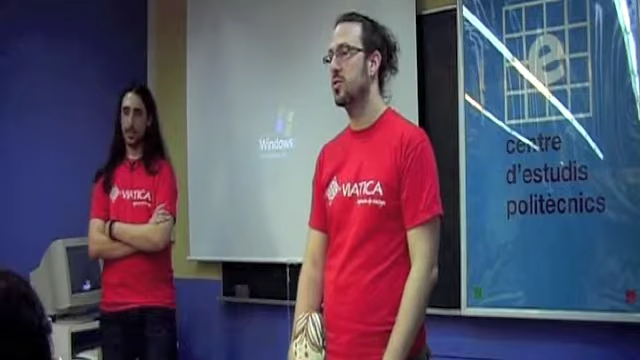 Windows
VIATICA
VIATICA
e
centre
d'estudis
politècnics